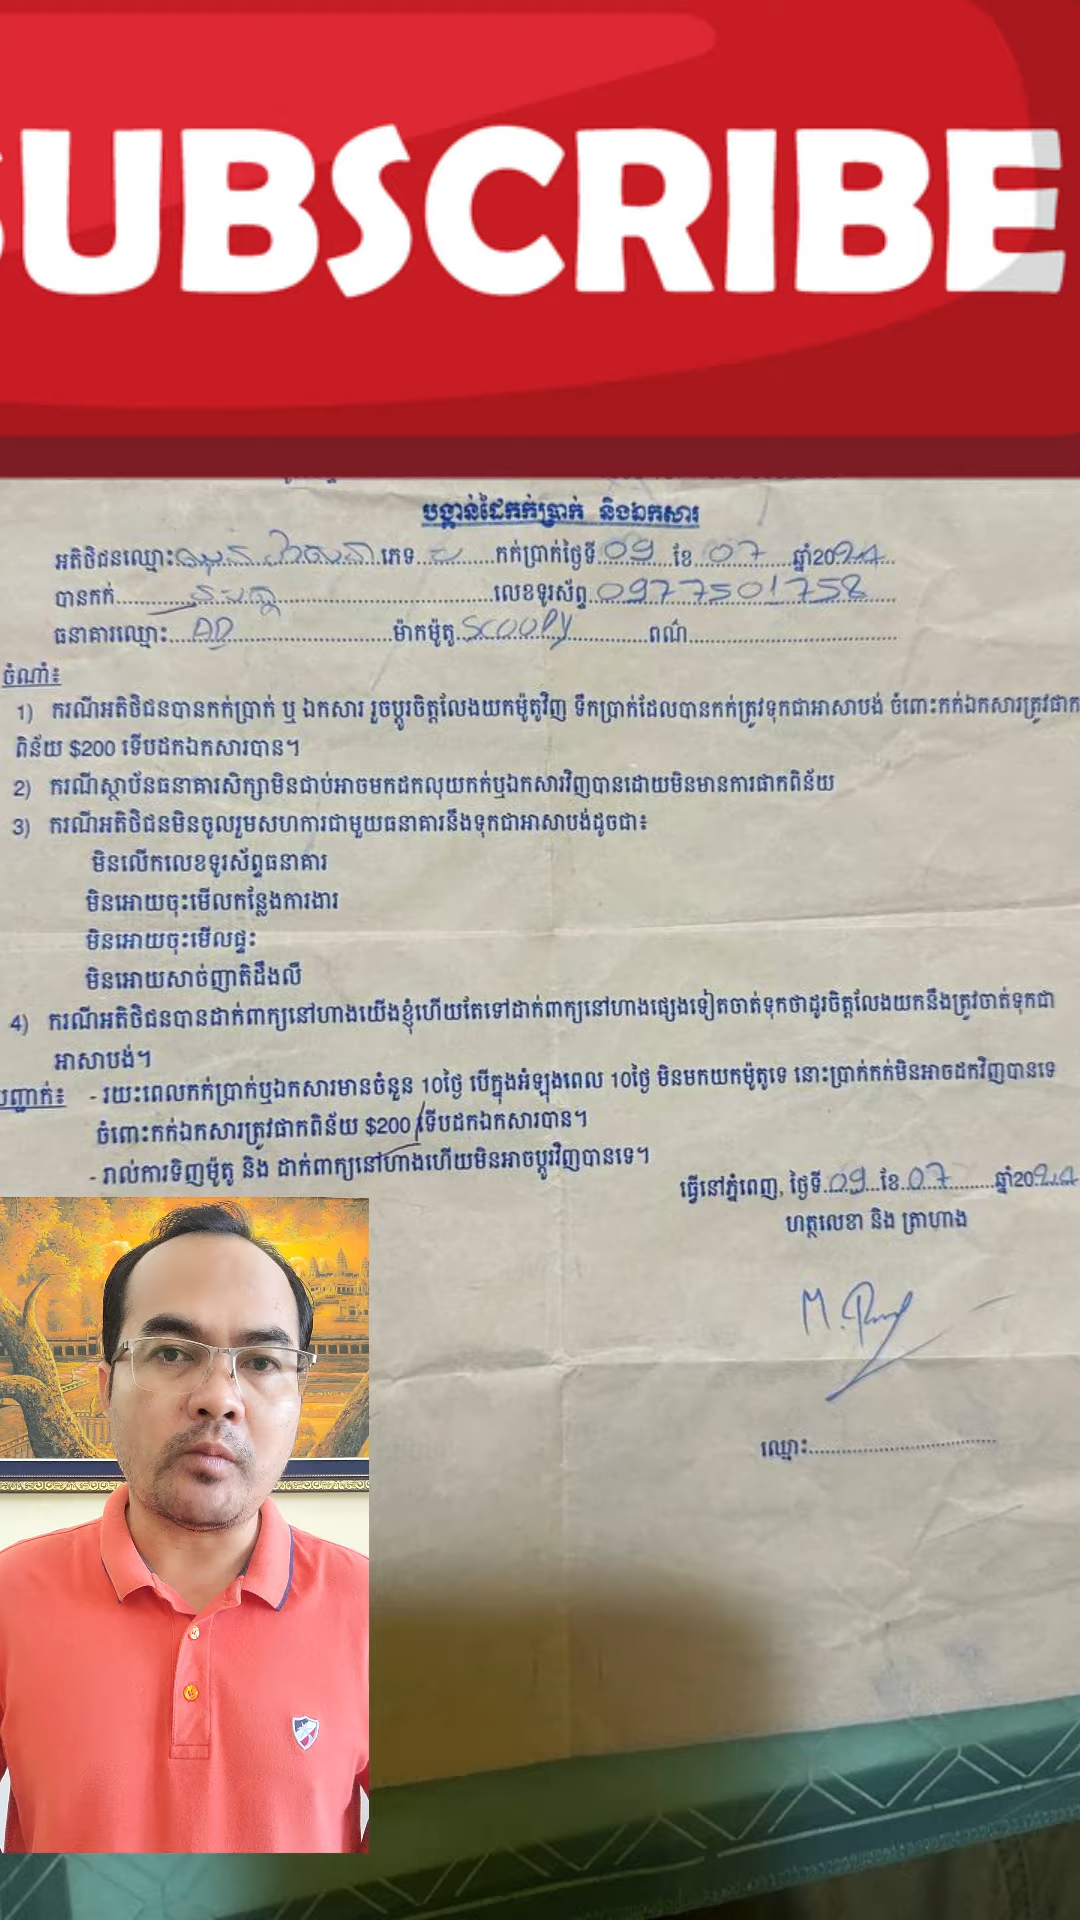 SUBSCRIBE
បង្កាន់ដៃកក់ប្រាក់ និងឯកសារ
អតិថិជនឈ្មោះ ភេទ កក់ប្រាក់ថ្ងៃទី 09 ខែ 07 ឆ្នាំ2024
បានកក់ លេខទូរស័ព្ទ 0977501758
ធនាគារឈ្មោះ AD ម៉ាកម៉ូតូ SCOOPY ពណ៌
ចំណាំ៖
1) ករណីអតិថិជនបានកក់ប្រាក់ ឬ ឯកសារ រួចប្តូរចិត្តលែងយកម៉ូតូវិញ ទឹកប្រាក់ដែលបានកក់ត្រូវទុកជាអាសាបង់ ចំពោះកក់ឯកសារត្រូវផាក
ពិន័យ $200 ទើបដកឯកសារបាន។
2) ករណីស្ថាប័នធនាគារសិក្សាមិនជាប់អាចមកដកលុយកក់ឬឯកសារវិញបានដោយមិនមានការផាកពិន័យ
3) ករណីអតិថិជនមិនចូលរួមសហការជាមួយធនាគារនឹងទុកជាអាសាបង់ដូចជា៖
មិនលើកលេខទូរស័ព្ទធនាគារ
មិនអោយចុះមើលកន្លែងការងារ
មិនអោយចុះមើលផ្ទះ
មិនអោយសាច់ញាតិដឹងលឺ
4) ករណីអតិថិជនបានដាក់ពាក្យនៅហាងយើងខ្ញុំហើយតែទៅដាក់ពាក្យនៅហាងផ្សេងទៀតចាត់ទុកថាដូរចិត្តលែងយកនឹងត្រូវចាត់ទុកជា
អាសាបង់។
បញ្ជាក់៖ - រយះពេលកក់ប្រាក់ឬឯកសារមានចំនួន 10ថ្ងៃ បើក្នុងអំឡុងពេល 10ថ្ងៃ មិនមកយកម៉ូតូទេ នោះប្រាក់កក់មិនអាចដកវិញបានទេ
ចំពោះកក់ឯកសារត្រូវផាកពិន័យ $200 ទើបដកឯកសារបាន។
- រាល់ការទិញម៉ូតូ និង ដាក់ពាក្យនៅហាងហើយមិនអាចប្តូរវិញបានទេ។
ធ្វើនៅភ្នំពេញ, ថ្ងៃទី 09 ខែ 07 ឆ្នាំ2024
ហត្ថលេខា និង ត្រាហាង
ឈ្មោះ